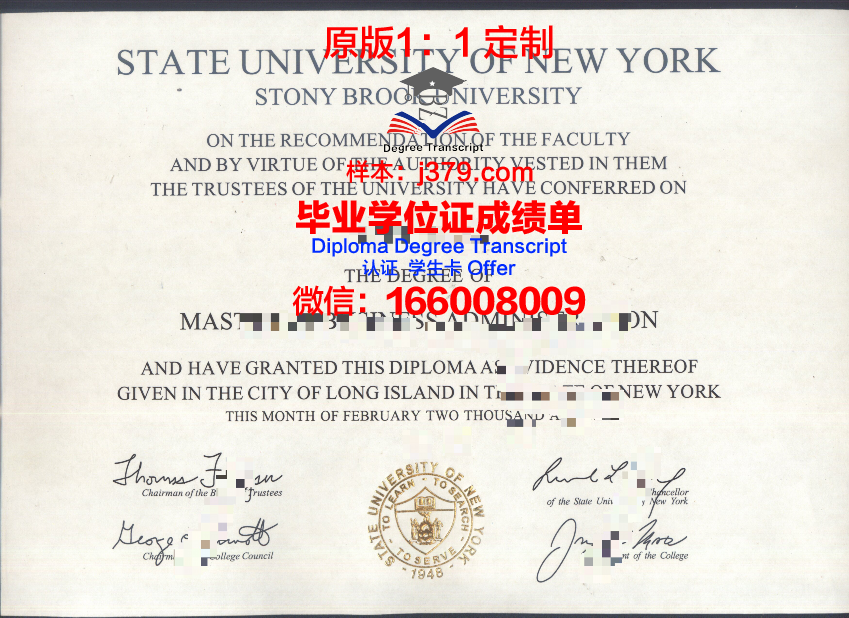 原版1：1 定制
STATE UNIVERSITY OF NEW YORK
STONY BROOK UNIVERSITY
ON THE RECOMMENDATION OF THE FACULTY
Degree Transcript
AND BY VIRTUE OF THE AUTHORITY VESTED IN THEM
样本：j379.com
THE TRUSTEES OF THE UNIVERSITY HAVE CONFERRED ON
毕业学位证成绩单
Diploma Degree Transcript
认证 学生卡 Offer
THE DEGREE OF
微信：166008009
AND HAVE GRANTED THIS DIPLOMA AS EVIDENCE THEREOF
GIVEN IN THE CITY OF LONG ISLAND IN OF NEW YORK
THIS MONTH OF FEBRUARY TWO THOUSAND
Chairman of the Trustees
of the State New York
College Council
of the College
STATE UNIVERSITY OF NEW YORK
TO LEARN · TO SEARCH
· TO SERVE ·
· 1948 ·